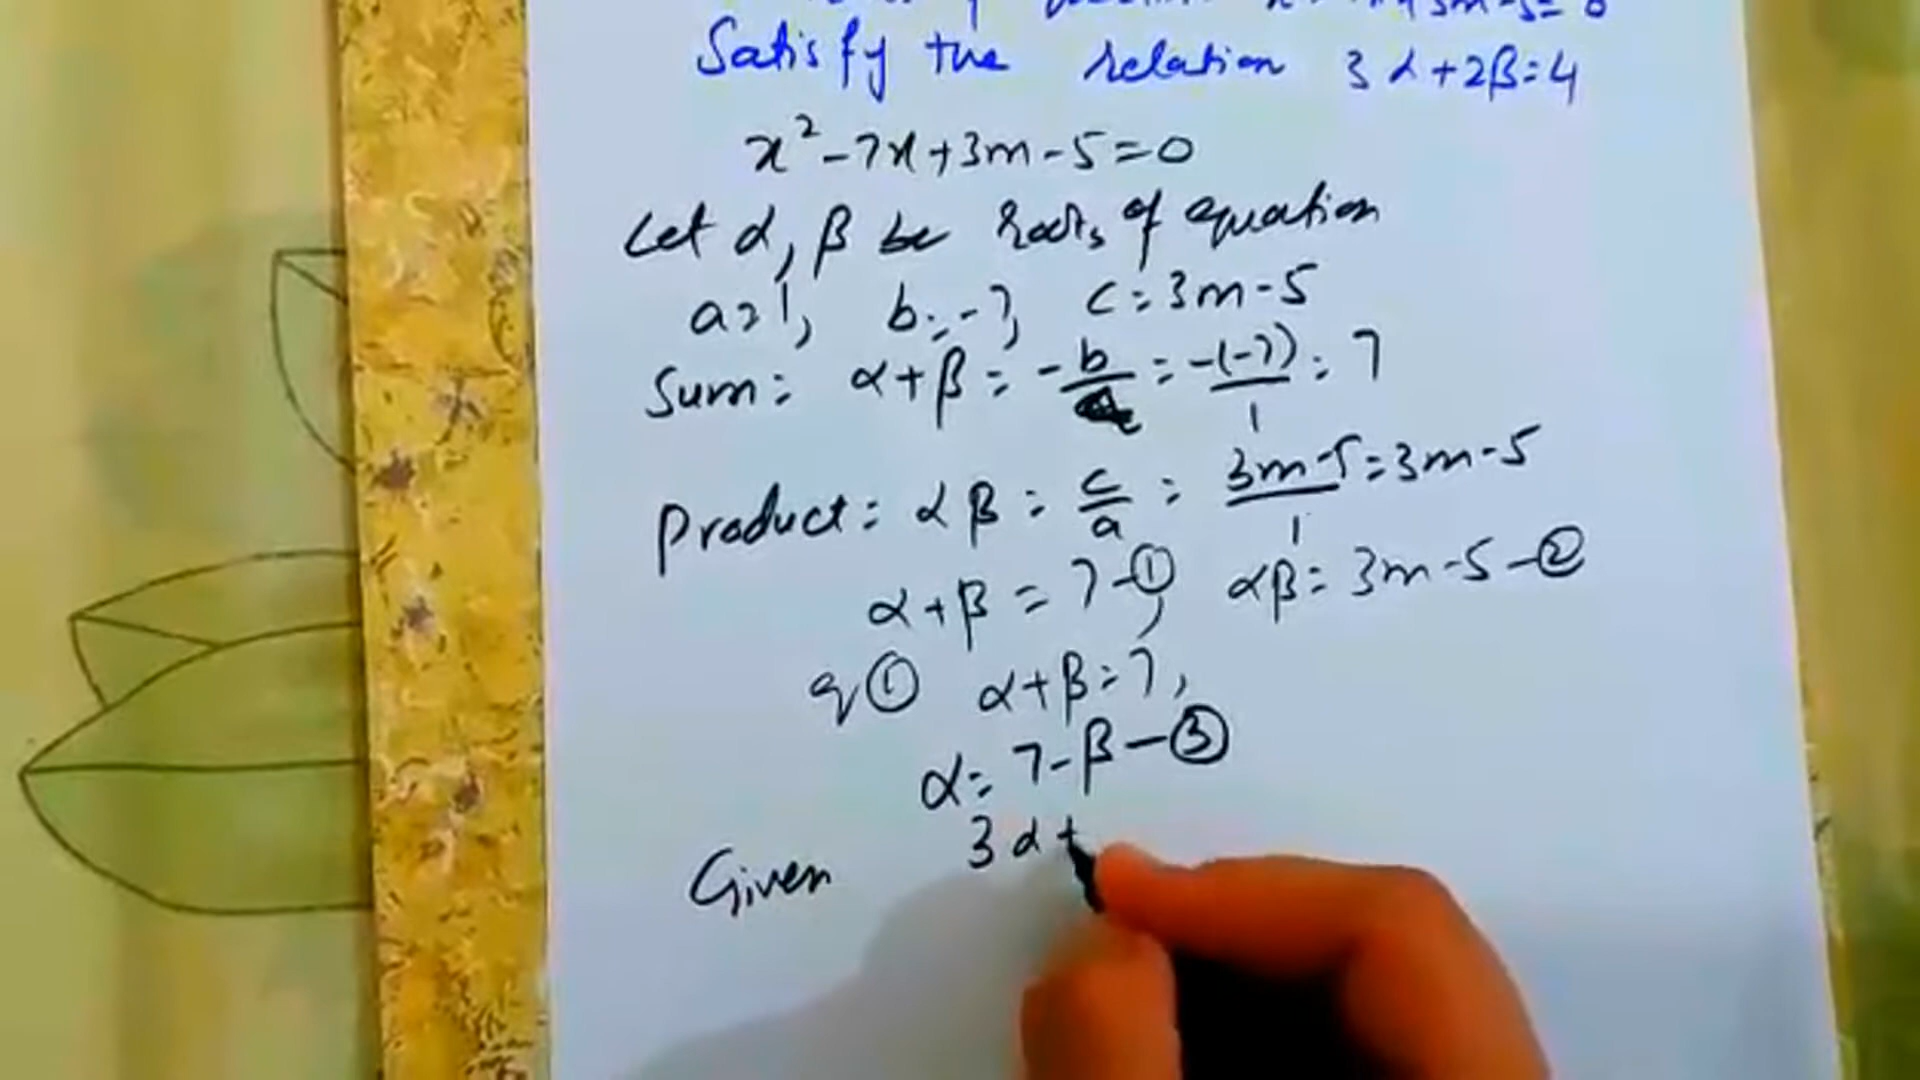 Satisfy the relation 3α+2β=4
x²-7x+3m-5=0
Let α, β be roots of equation
a=1, b=-7, c=3m-5
Sum= α+β = -b/a = -(-7)/1 = 7
Product= αβ = c/a = 3m-5/1 = 3m-5
α+β = 7-①, αβ= 3m-5-②
① α+β=7,
α= 7-β-③
Given 3α+